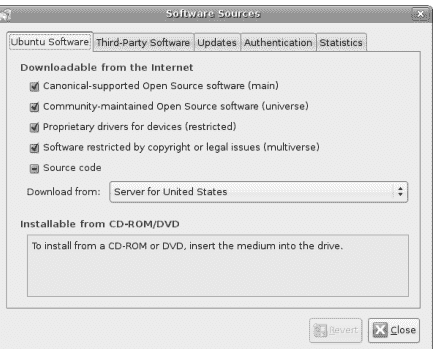 Software Sources
Ubuntu Software Third-Party Software Updates Authentication Statistics
Downloadable from the Internet
Canonical-supported Open Source software (main)
Community-maintained Open Source software (universe)
Proprietary drivers for devices (restricted)
Software restricted by copyright or legal issues (multiverse)
Source code
Download from: Server for United States
Installable from CD-ROM/DVD
To install from a CD-ROM or DVD, insert the medium into the drive.
Revert Close